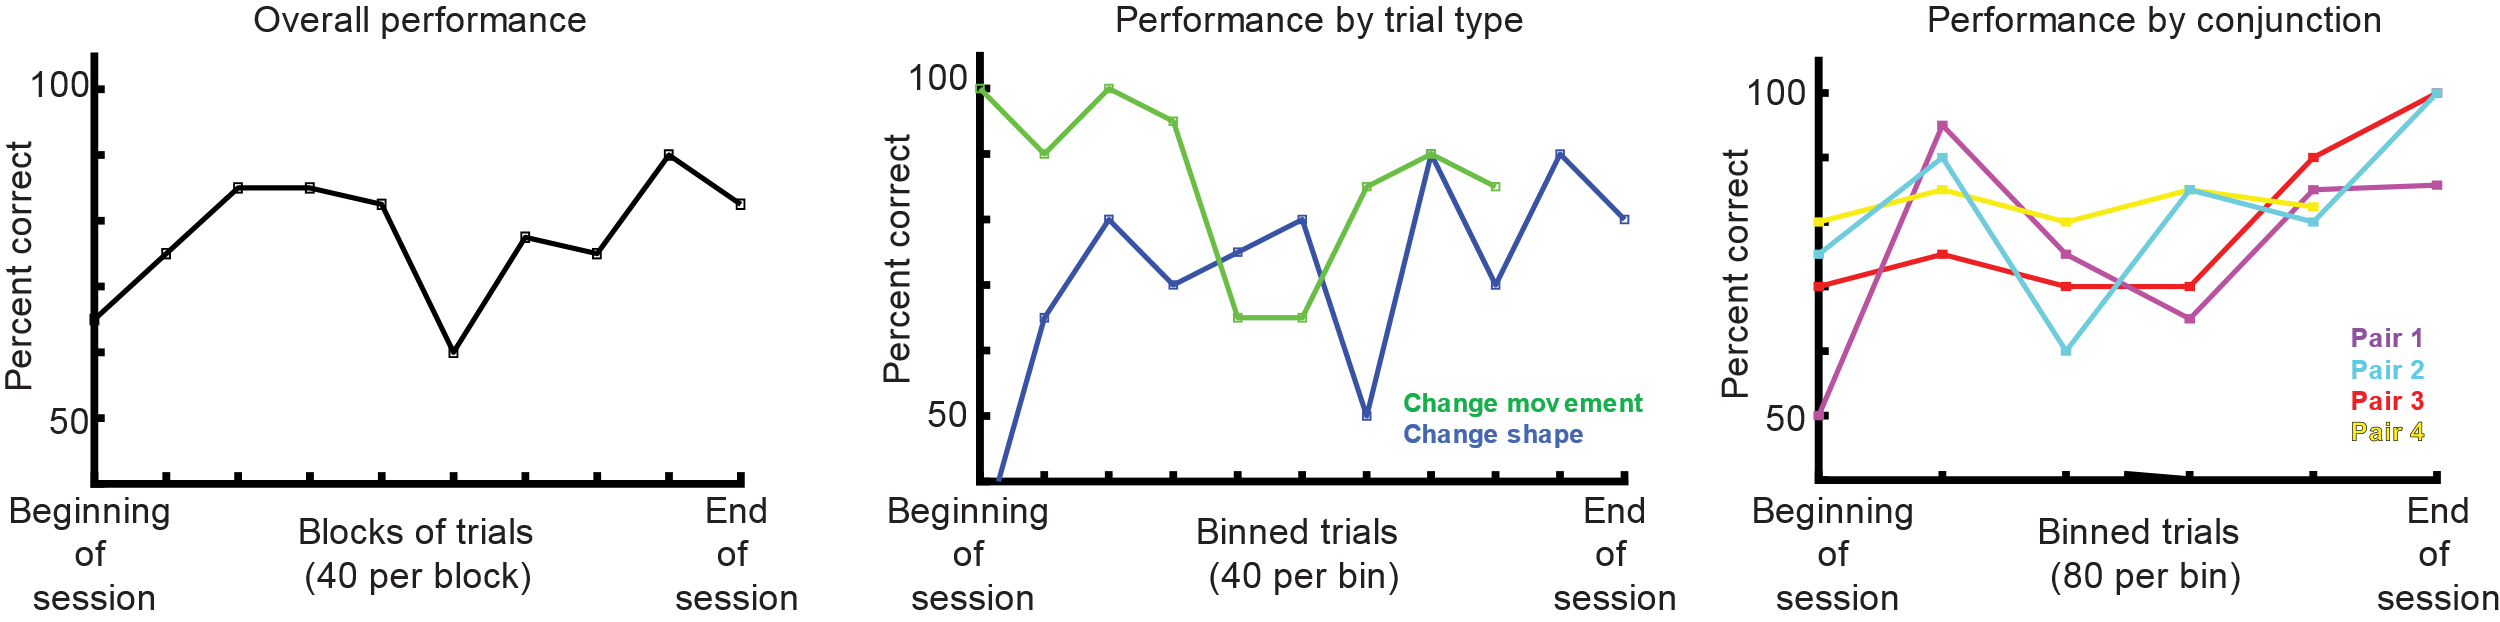 Overall performance
100
50
Percent correct
Beginning
of
session
Blocks of trials
(40 per block)
End
of
session
Performance by trial type
100
50
Percent correct
Change movement
Change shape
Beginning
of
session
Binned trials
(40 per bin)
End
of
session
Performance by conjunction
100
50
Percent correct
Pair 1
Pair 2
Pair 3
Pair 4
Beginning
of
session
Binned trials
(80 per bin)
End
of
session